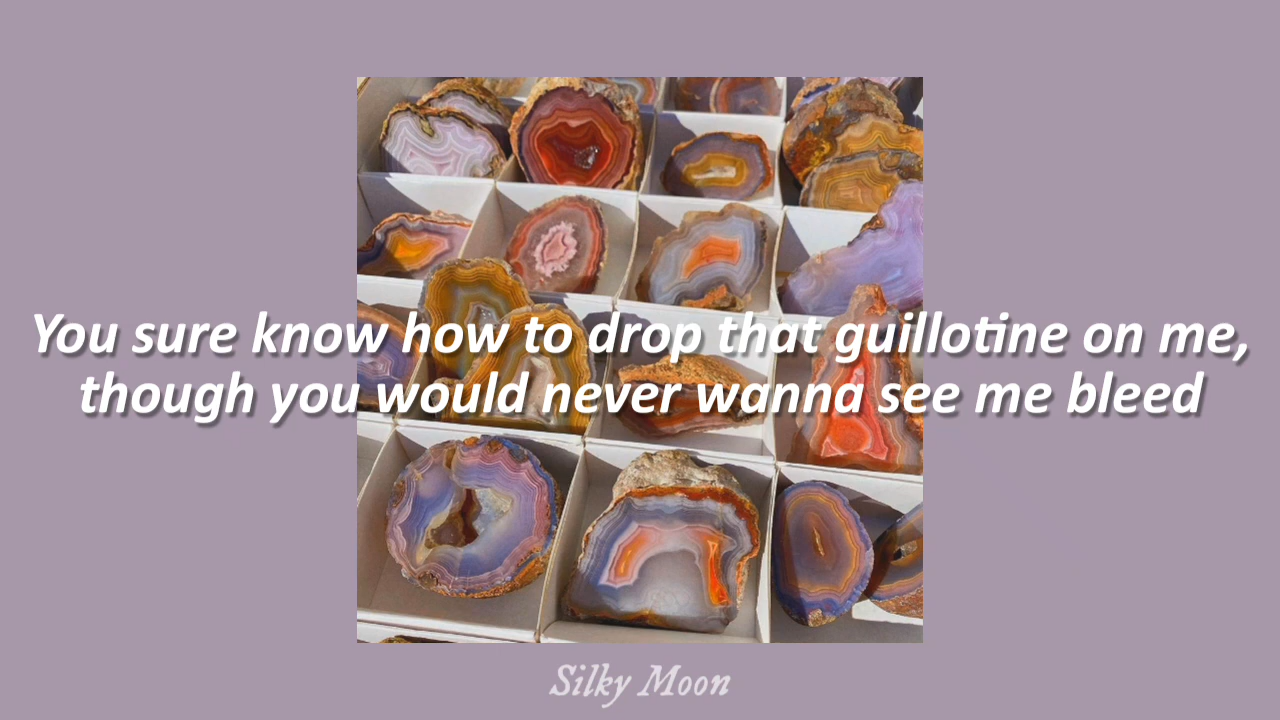 You sure know how to drop that guillotine on me,
though you would never wanna see me bleed
Silky Moon